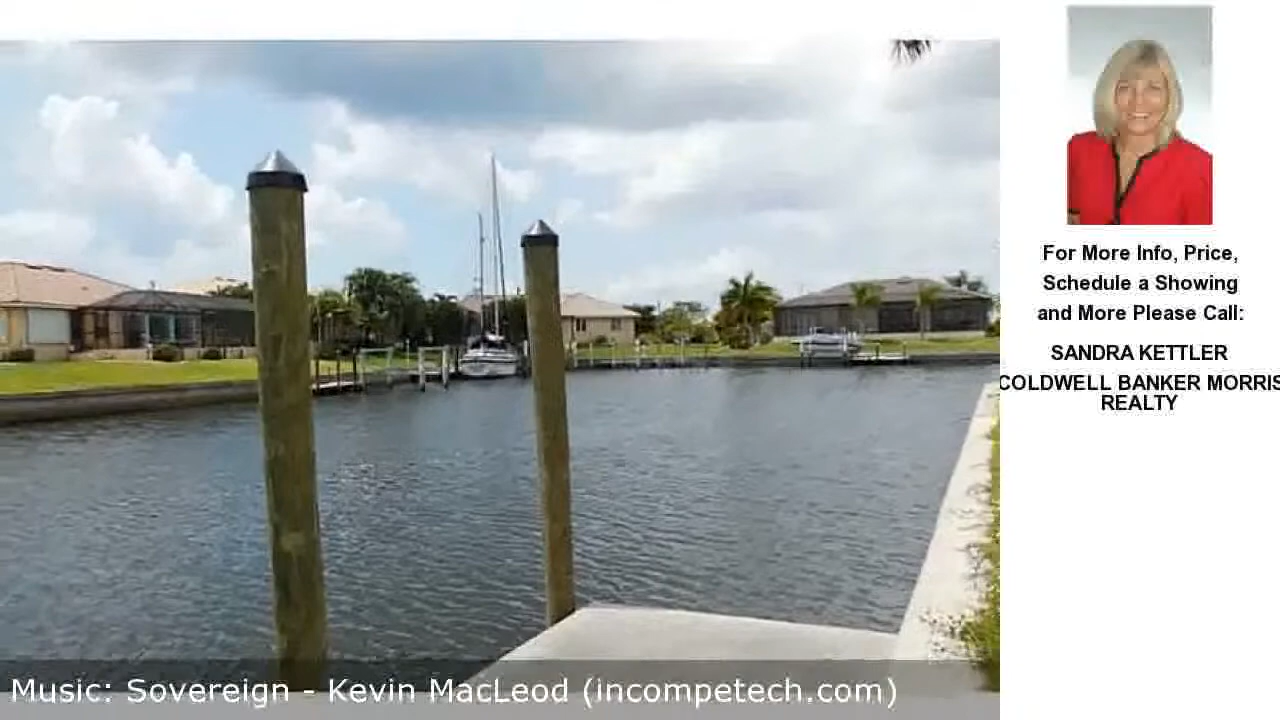 For More Info, Price,
Schedule a Showing
and More Please Call:
SANDRA KETTLER
COLDWELL BANKER MORRIS
REALTY
Music: Sovereign - Kevin MacLeod (incompetech.com)